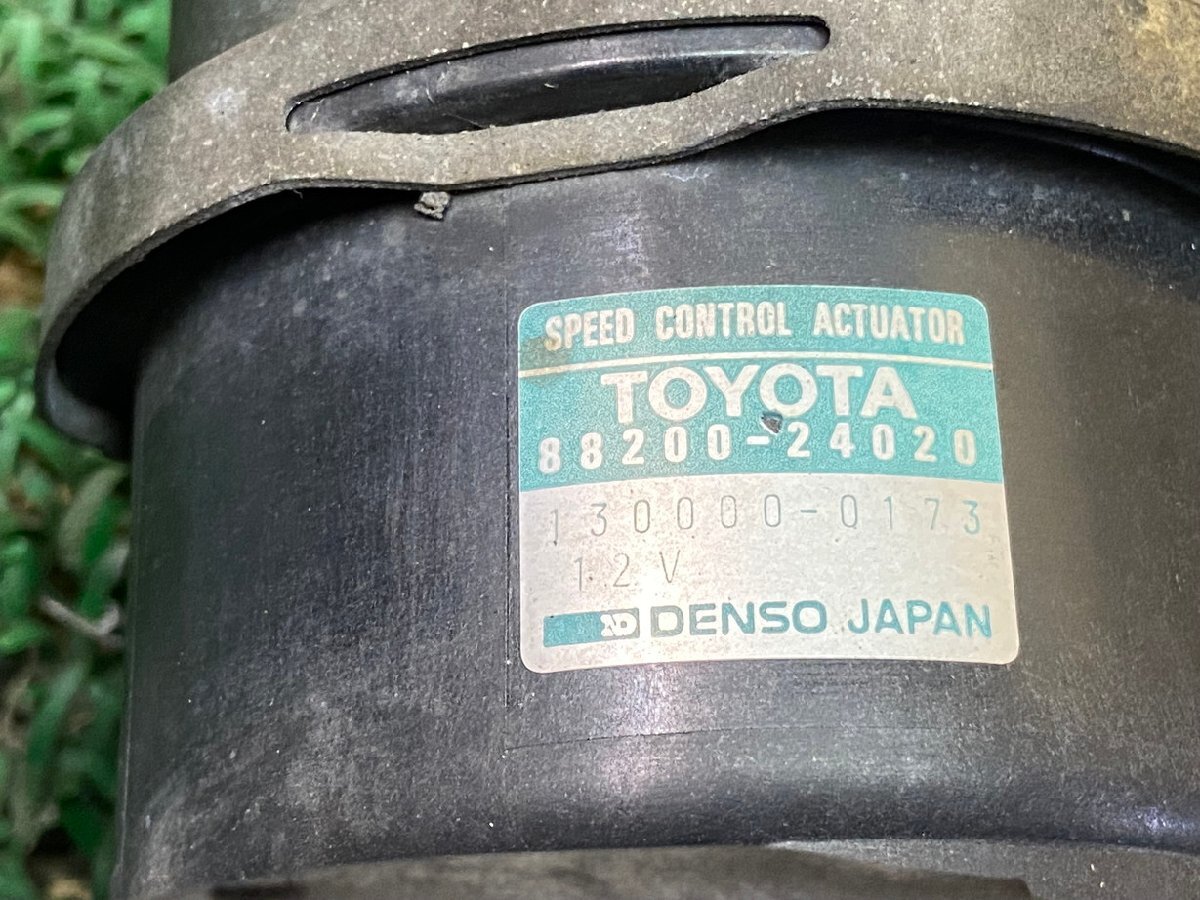 SPEED CONTROL ACTUATOR
TOYOTA
88200-24020
130000-0173
12V
ND DENSO JAPAN